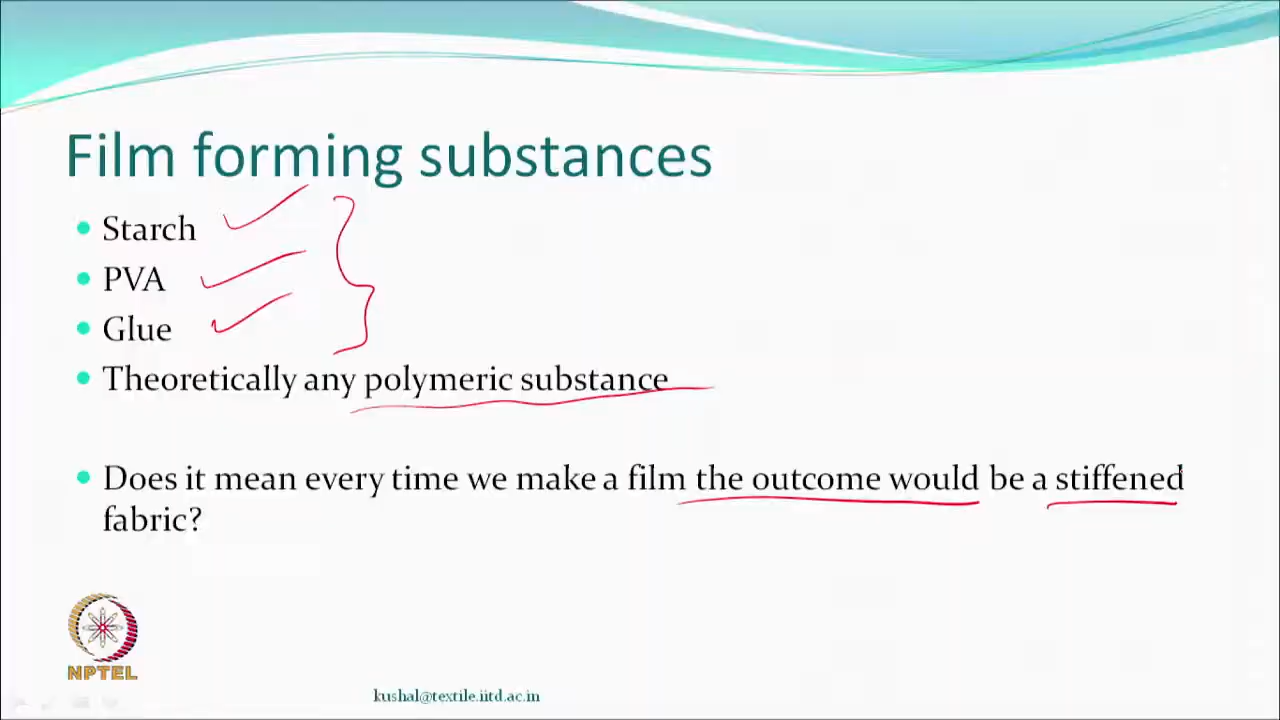 Film forming substances
Starch
PVA
Glue
Theoretically any polymeric substance
Does it mean every time we make a film the outcome would be a stiffened
fabric?
NPTEL
kushal@textile.iitd.ac.in